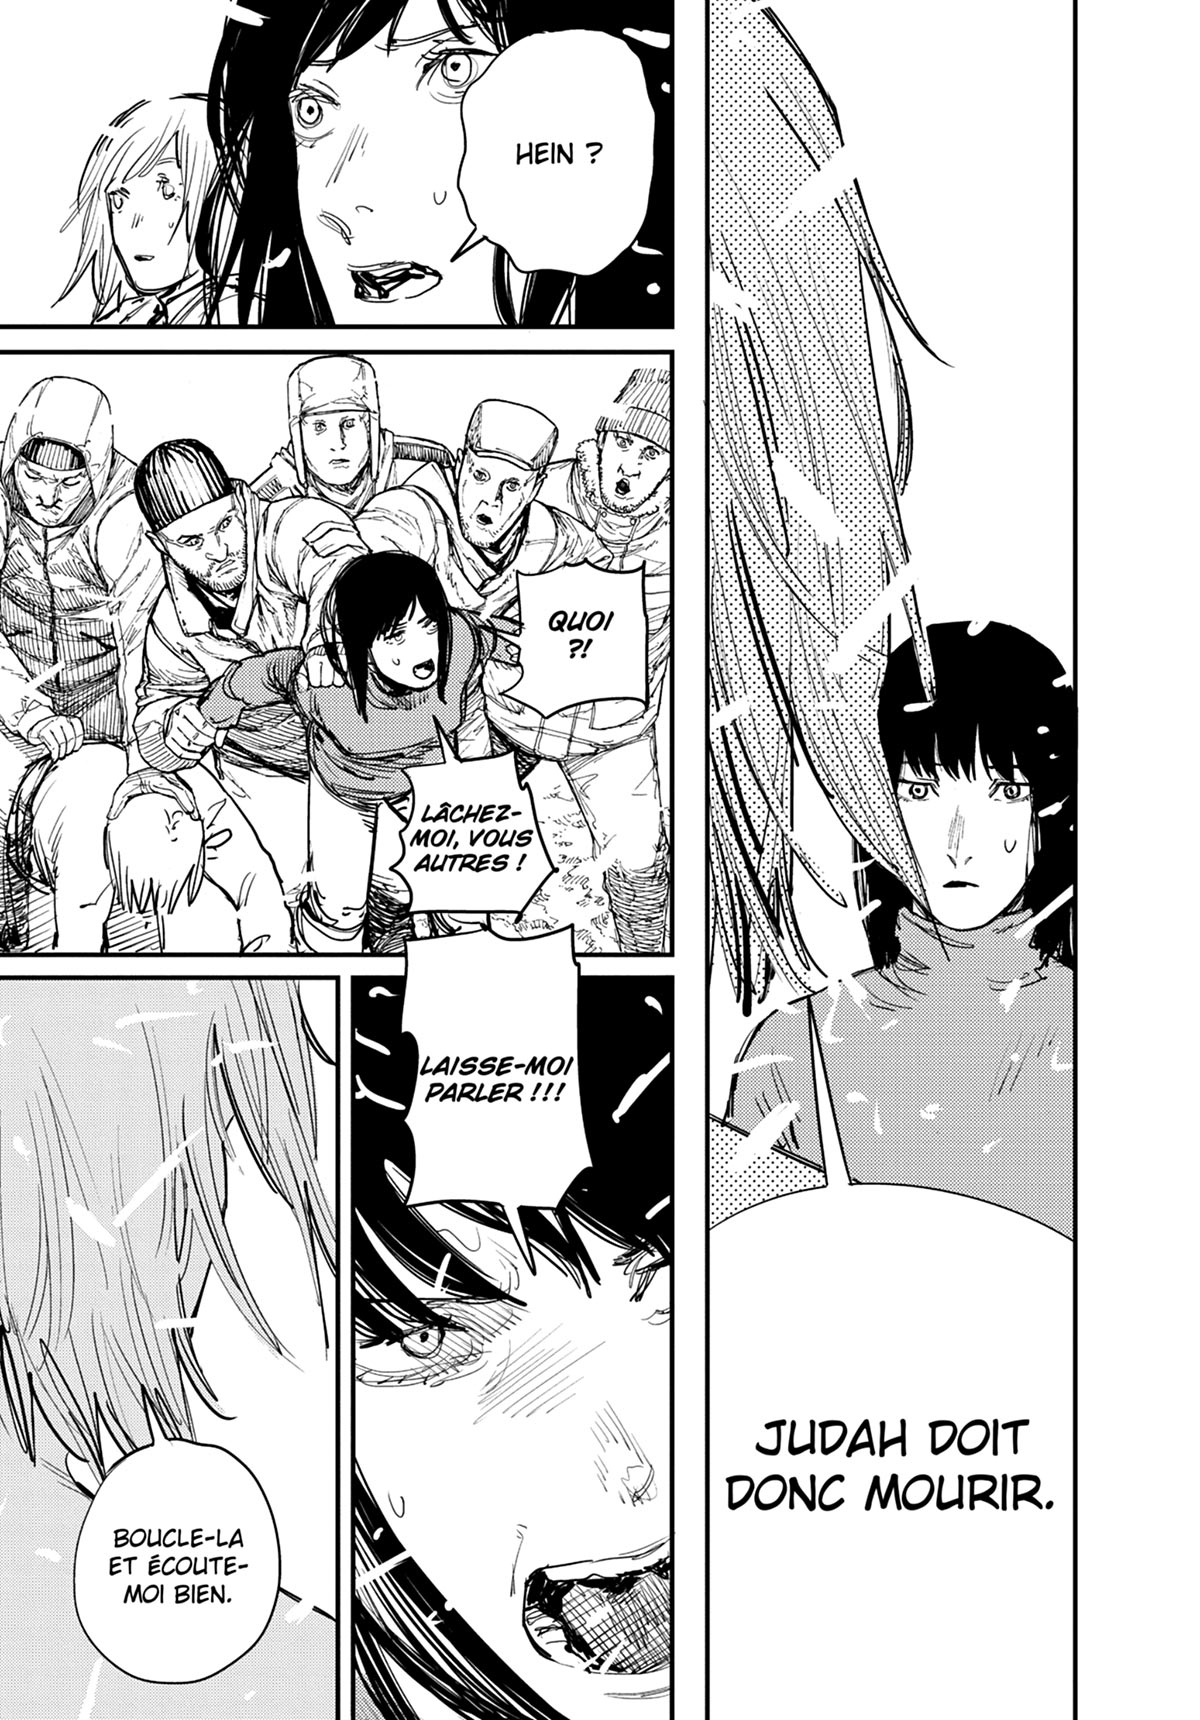 JUDAH DOIT
DONC MOURIR.
HEIN ?
QUOI
?!
LÂCHEZ-
MOI, VOUS
AUTRES !
LAISSE-MOI
PARLER !!!
BOUCLE-LA
ET ÉCOUTE-
MOI BIEN.